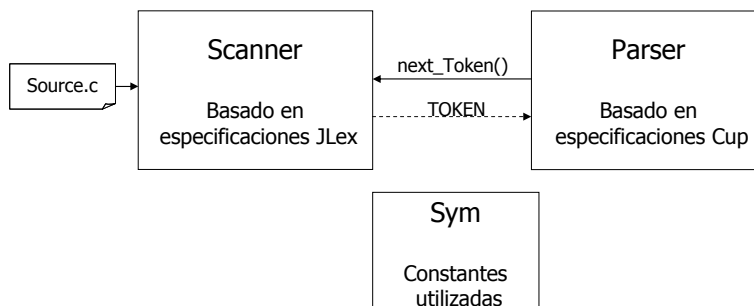 Source.c
Scanner
Basado en
especificaciones JLex
next_Token()
TOKEN
Parser
Basado en
especificaciones Cup
Sym
Constantes
utilizadas